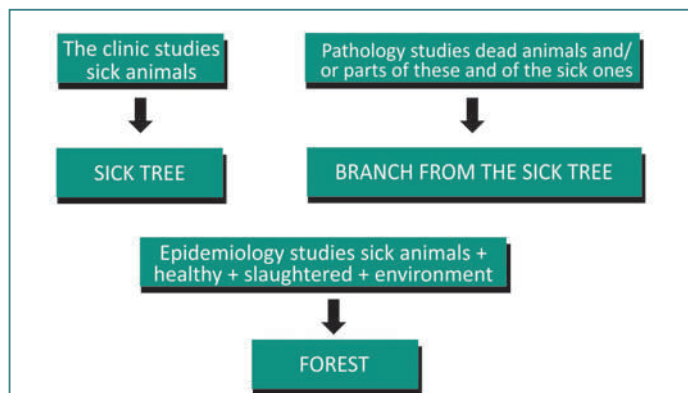 The clinic studies
sick animals
Pathology studies dead animals and/
or parts of these and of the sick ones
SICK TREE
BRANCH FROM THE SICK TREE
Epidemiology studies sick animals +
healthy + slaughtered + environment
FOREST